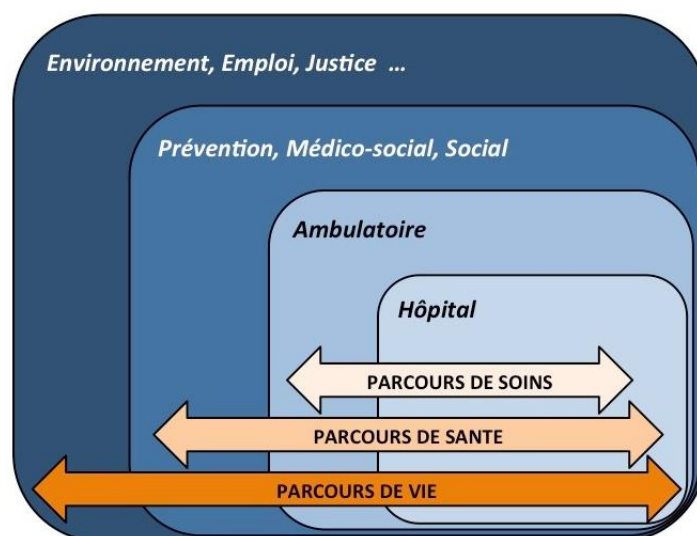 Environnement, Emploi, Justice ...
Prévention, Médico-social, Social
Ambulatoire
Hôpital
PARCOURS DE SOINS
PARCOURS DE SANTE
PARCOURS DE VIE